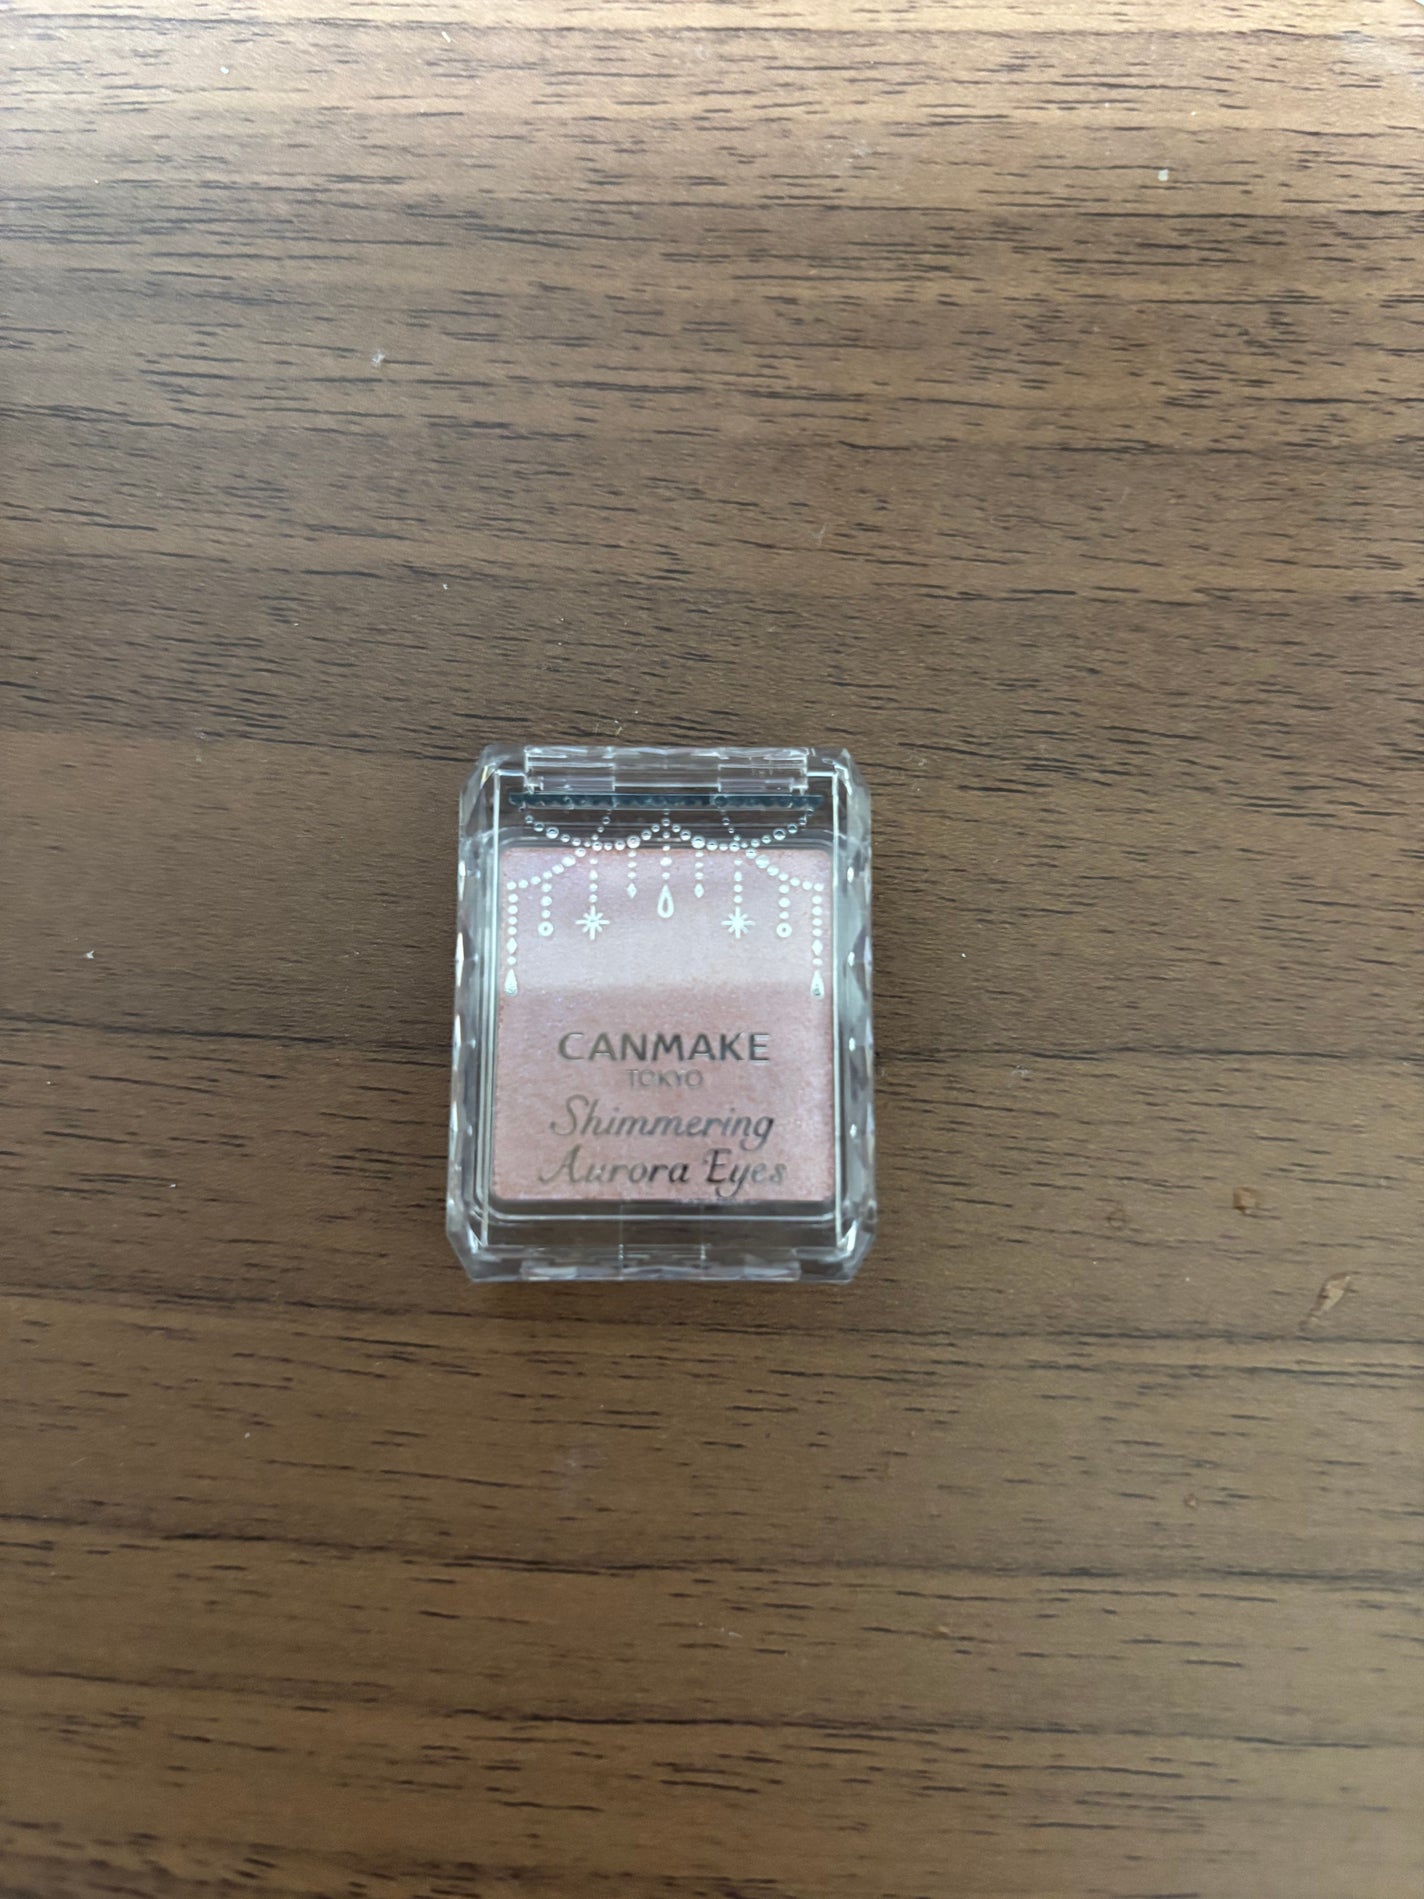 CANMAKE
TOKYO
Shimmering
Aurora Eyes